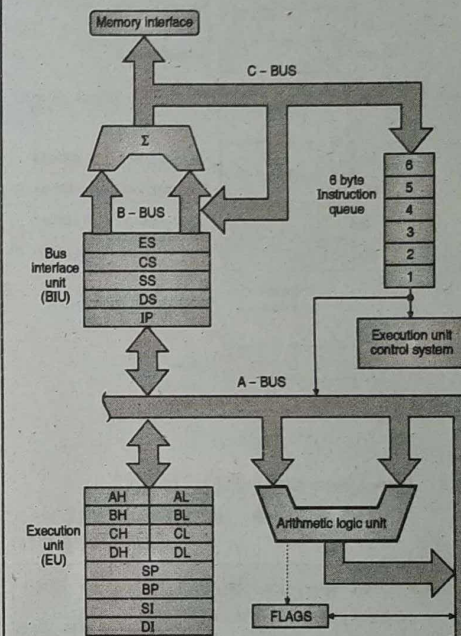 Memory interface
C – BUS
Σ
B – BUS
6 byte
Instruction
queue
6
5
4
3
2
1
Bus
interface
unit
(BIU)
ES
CS
SS
DS
IP
Execution unit
control system
A – BUS
Execution
unit
(EU)
AH AL
BH BL
CH CL
DH DL
SP
BP
SI
DI
Arithmetic logic unit
FLAGS